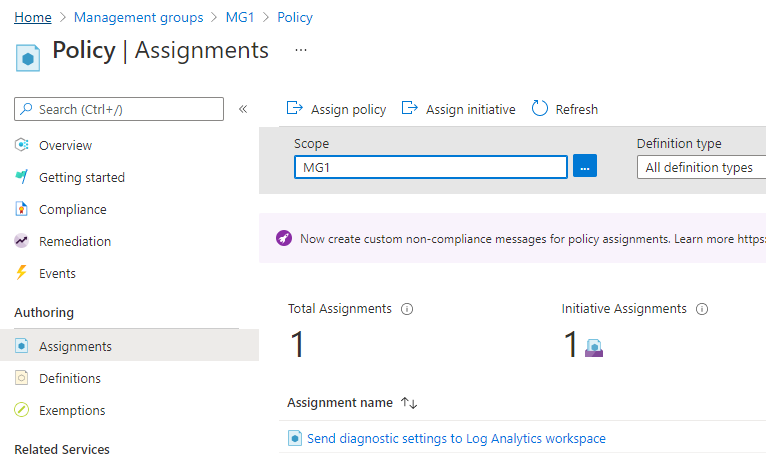 Home > Management groups > MG1 > Policy
Policy | Assignments ...
Search (Ctrl+/) «
Overview
Getting started
Compliance
Remediation
Events
Authoring
Assignments
Definitions
Exemptions
Related Services
Assign policy Assign initiative Refresh
Scope Definition type
MG1 ... All definition types
Now create custom non-compliance messages for policy assignments. Learn more https:
Total Assignments Initiative Assignments
1 1
Assignment name ↑↓
Send diagnostic settings to Log Analytics workspace